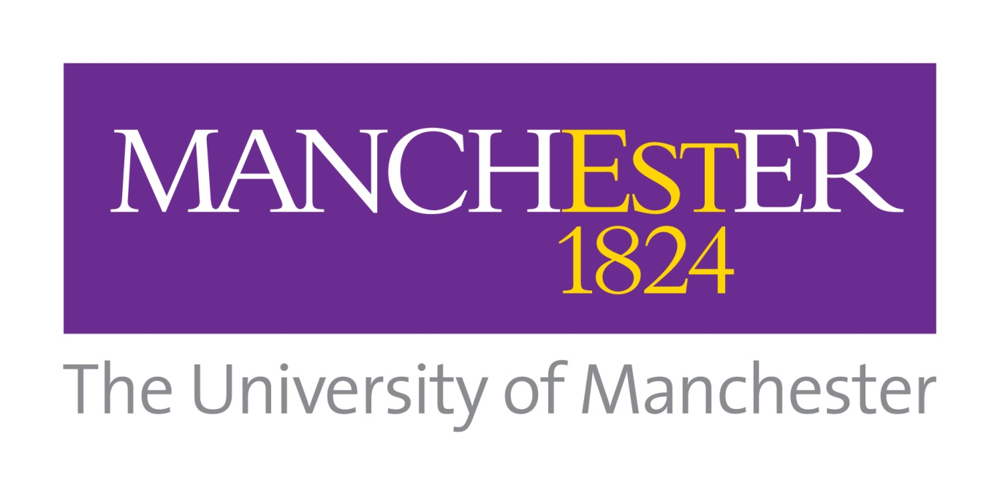 MANCHESTER
1824
The University of Manchester